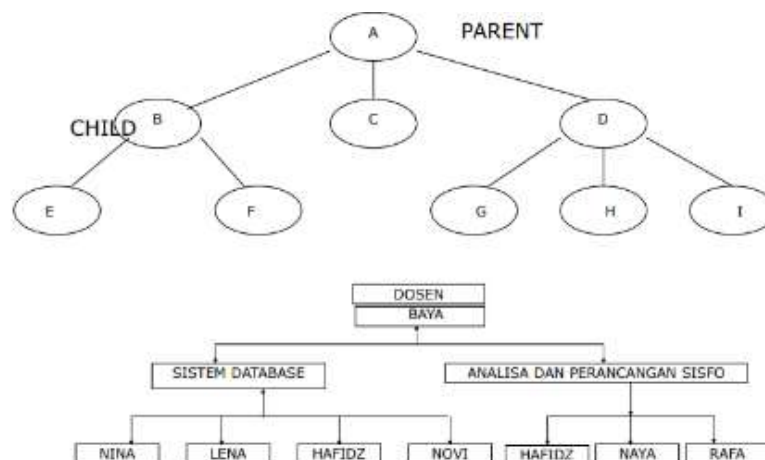 A PARENT
CHILD B C D
E F G H I
DOSEN
BAYA
SISTEM DATABASE ANALISA DAN PERANCANGAN SISFO
NINA LENA HAFIDZ NOVI HAFIDZ NAYA RAFA